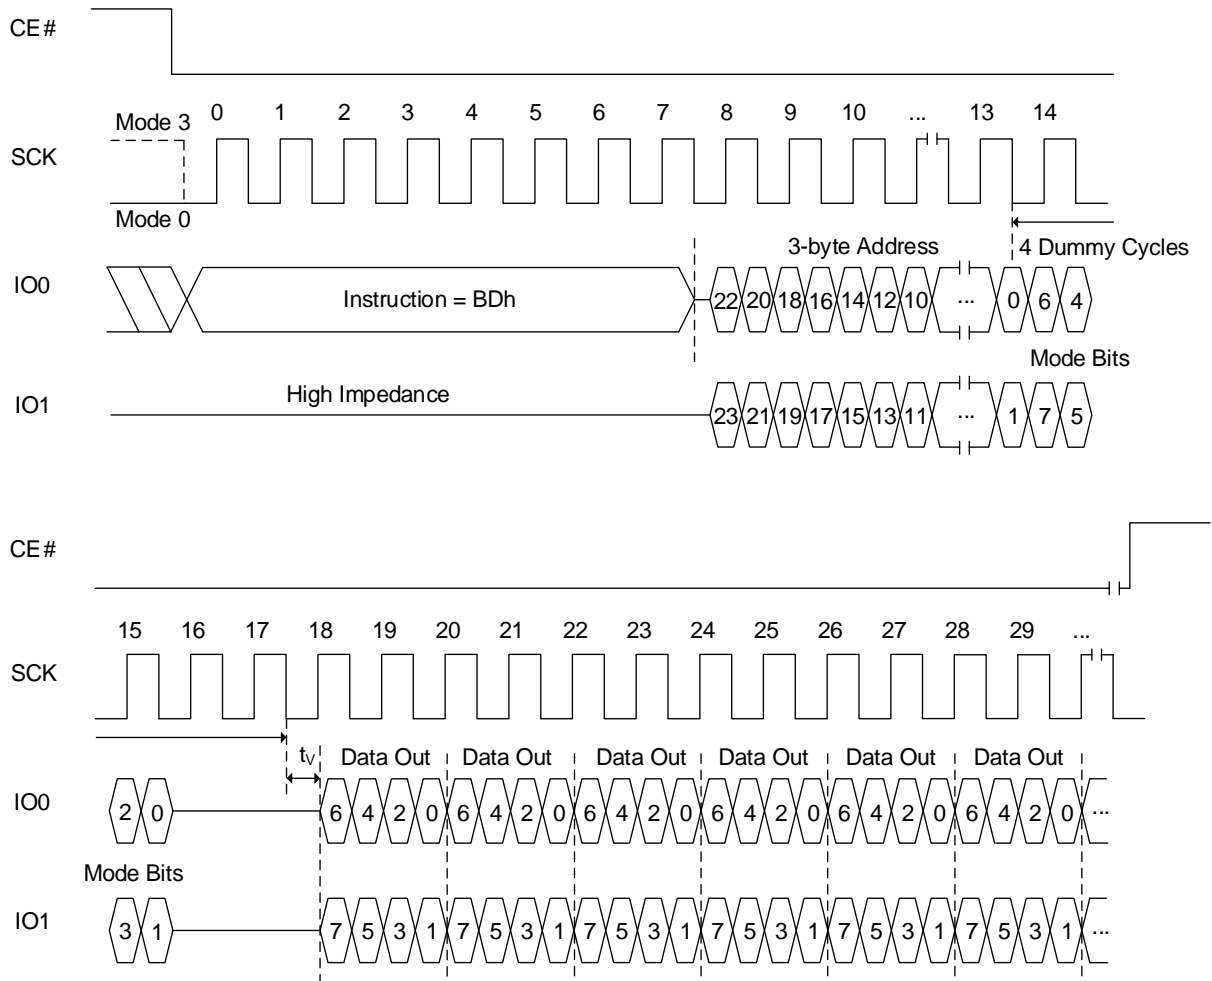 CE#
0 1 2 3 4 5 6 7 8 9 10 ... 13 14
Mode 3
SCK
Mode 0
3-byte Address 4 Dummy Cycles
IO0 Instruction = BDh 22 20 18 16 14 12 10 ... 0 6 4
Mode Bits
IO1 High Impedance 23 21 19 17 15 13 11 ... 1 7 5
CE#
15 16 17 18 19 20 21 22 23 24 25 26 27 28 29 ...
SCK
tV Data Out Data Out Data Out Data Out Data Out Data Out
IO0 2 0 6 4 2 0 6 4 2 0 6 4 2 0 6 4 2 0 6 4 2 0 6 4 2 0 ...
Mode Bits
IO1 3 1 7 5 3 1 7 5 3 1 7 5 3 1 7 5 3 1 7 5 3 1 7 5 3 1 ...